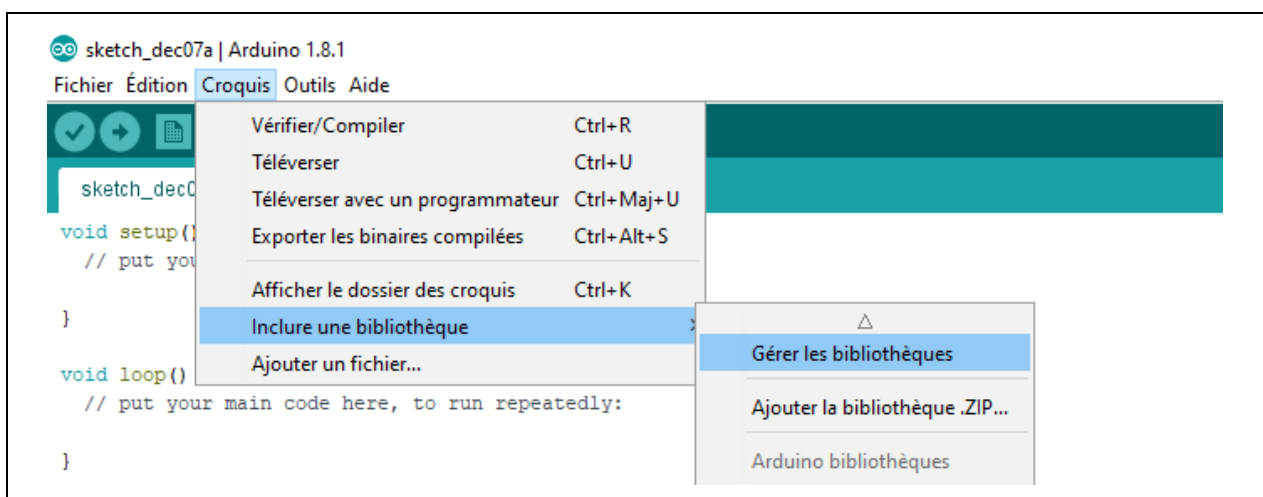 sketch_dec07a | Arduino 1.8.1
Fichier Édition Croquis Outils Aide
Vérifier/Compiler Ctrl+R
Téléverser Ctrl+U
sketch_dec0
Téléverser avec un programmateur Ctrl+Maj+U
void setup()
Exporter les binaires compilées Ctrl+Alt+S
// put you
Afficher le dossier des croquis Ctrl+K
}
Inclure une bibliothèque
Ajouter un fichier...
Gérer les bibliothèques
void loop()
// put your main code here, to run repeatedly:
Ajouter la bibliothèque .ZIP...
}
Arduino bibliothèques